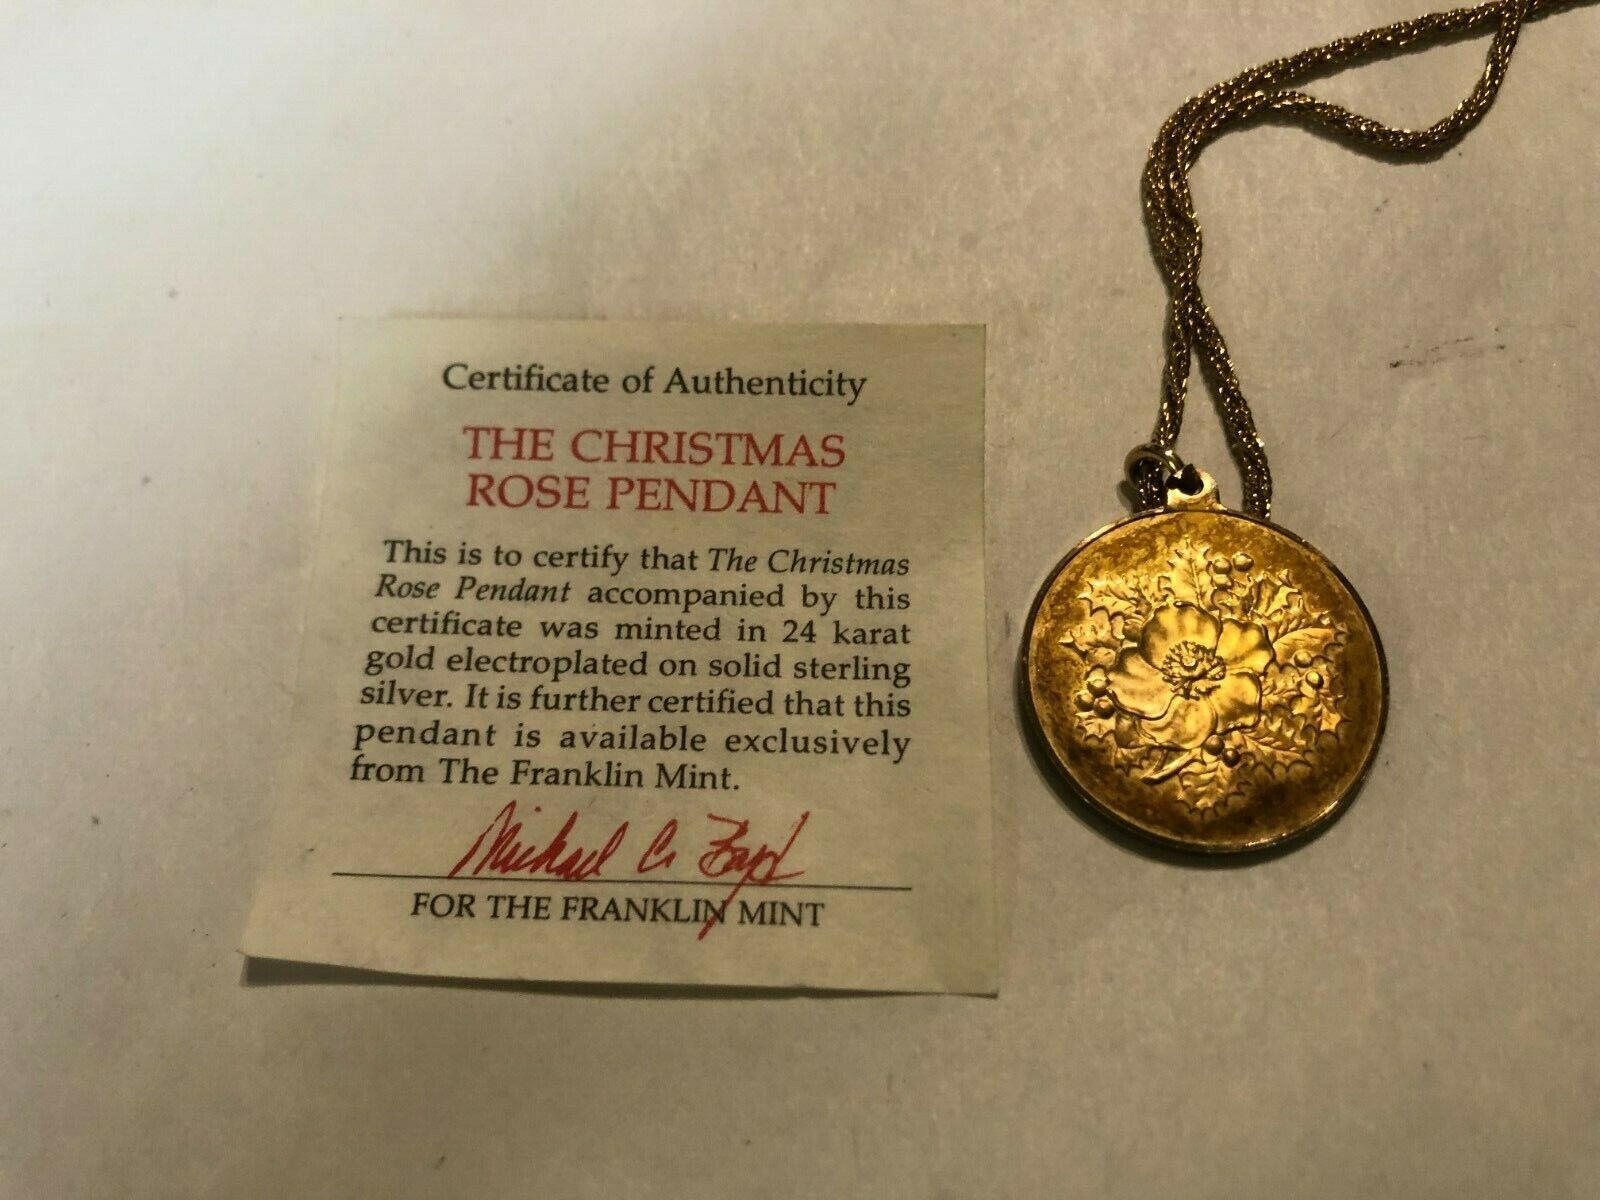 Certificate of Authenticity
THE CHRISTMAS
ROSE PENDANT
This is to certify that The Christmas
Rose Pendant accompanied by this
certificate was minted in 24 karat
gold electroplated on solid sterling
silver. It is further certified that this
pendant is available exclusively
from The Franklin Mint.
Michael C.
FOR THE FRANKLIN MINT